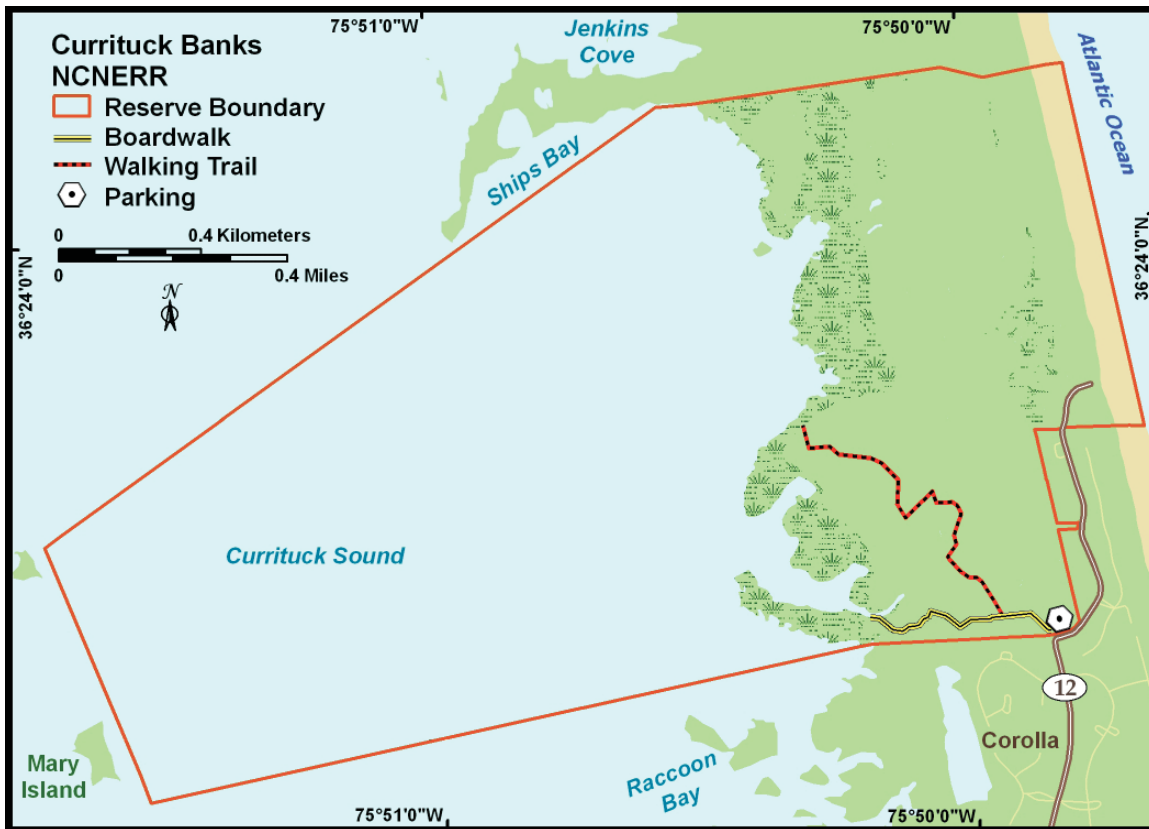 75°51'0"W
75°50'0"W
Jenkins
Cove
Atlantic Ocean
Currituck Banks
NCNERR
Reserve Boundary
Boardwalk
Walking Trail
Parking
Ships Bay
0 0.4 Kilometers
0 0.4 Miles
N
36°24'0"N
36°24'0"N
Currituck Sound
12
Corolla
Mary
Island
Raccoon
Bay
75°51'0"W
75°50'0"W